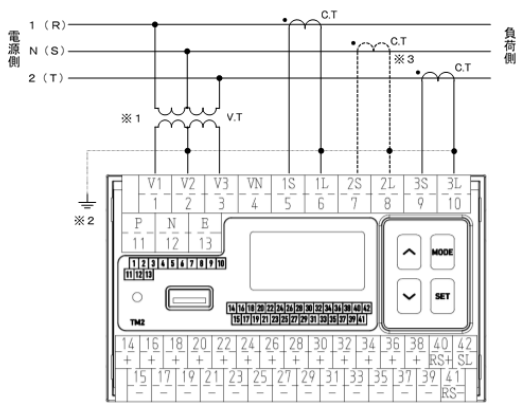 電源側
1 (R)
N (S)
2 (T)
負荷側
C.T
C.T
※3
C.T
※1
V.T
※2
V1 V2 V3 VN 1S 1L 2S 2L 3S 3L
1 2 3 4 5 6 7 8 9 10
P N E
11 12 13
1 2 3 4 5 6 7 8 9 10
11 12 13
MODE
SET
TM2
14 16 18 20 22 24 26 28 30 32 34 36 38 40 42
15 17 19 21 23 25 27 29 31 33 35 37 39 41
14 16 18 20 22 24 26 28 30 32 34 36 38 40 42
+ + + + + + + + + + + + + RS+ SL
15 17 19 21 23 25 27 29 31 33 35 37 39 41
- - - - - - - - - - - - - RS-